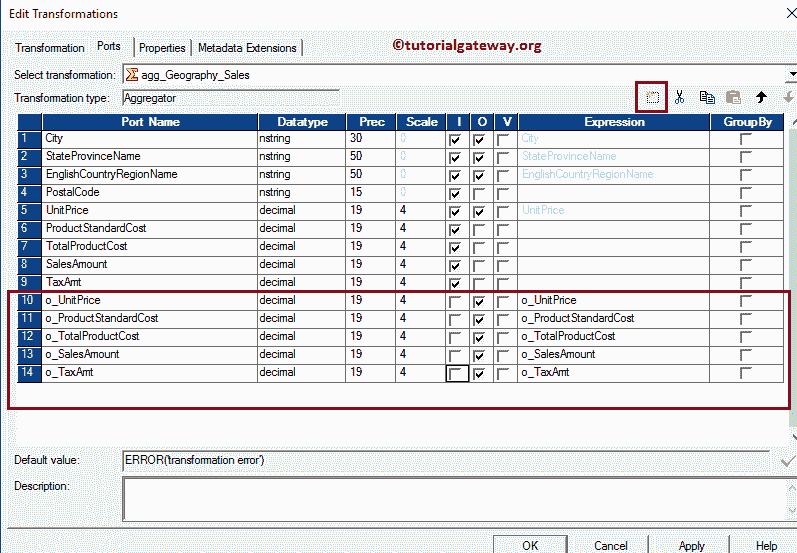 Edit Transformations
Transformation Ports Properties Metadata Extensions ©tutorialgateway.org
Select transformation: agg_Geography_Sales
Transformation type: Aggregator
Port Name Datatype Prec Scale I O V Expression GroupBy
1 City nstring 30 0 City
2 StateProvinceName nstring 50 0 StateProvinceName
3 EnglishCountryRegionName nstring 50 0 EnglishCountryRegionName
4 PostalCode nstring 15 0
5 UnitPrice decimal 19 4 UnitPrice
6 ProductStandardCost decimal 19 4
7 TotalProductCost decimal 19 4
8 SalesAmount decimal 19 4
9 TaxAmt decimal 19 4
10 o_UnitPrice decimal 19 4 o_UnitPrice
11 o_ProductStandardCost decimal 19 4 o_ProductStandardCost
12 o_TotalProductCost decimal 19 4 o_TotalProductCost
13 o_SalesAmount decimal 19 4 o_SalesAmount
14 o_TaxAmt decimal 19 4 o_TaxAmt
Default value: ERROR('transformation error')
Description:
OK Cancel Apply Help